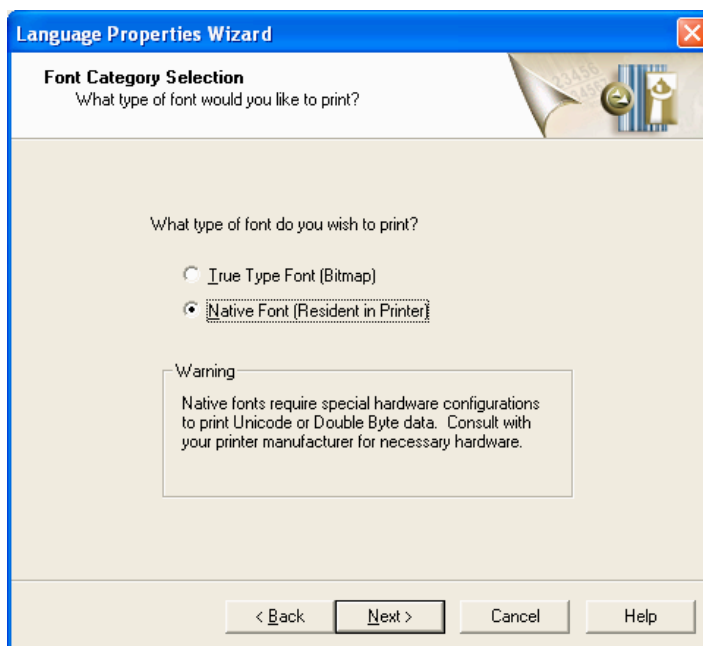 Language Properties Wizard
Font Category Selection
What type of font would you like to print?
23456
What type of font do you wish to print?
True Type Font (Bitmap)
Native Font (Resident in Printer)
Warning
Native fonts require special hardware configurations
to print Unicode or Double Byte data.  Consult with
your printer manufacturer for necessary hardware.
< Back
Next >
Cancel
Help